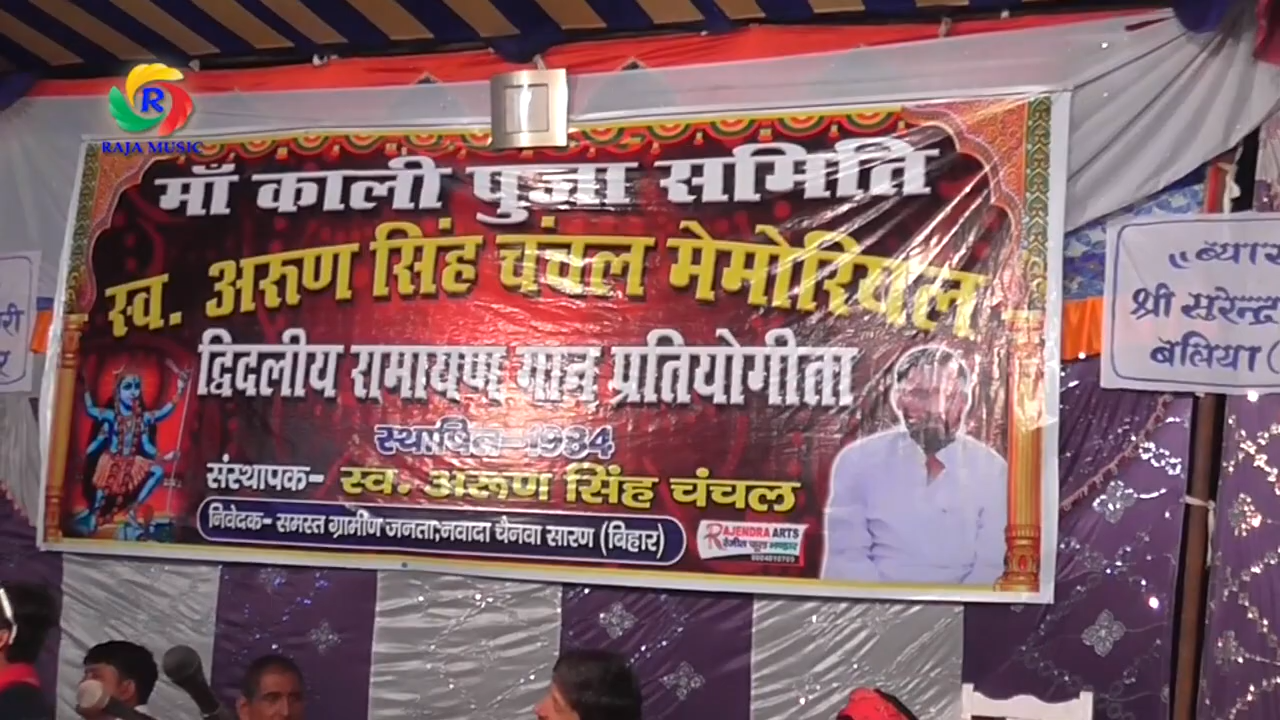 R
RAJA MUSIC
माँ काली पुजा समिति
स्व. अरुण सिंह चंचल मेमोरियल
द्विदलीय रामायण गान प्रतियोगीता
स्थापित-1984
संस्थापक- स्व. अरूण सिंह चंचल
निवेदक- समस्त ग्रामीण जनता,नवादा चैनवा सारण (बिहार)
RAJENDRA ARTS
श्री सुरेन्द्र
बलिया (